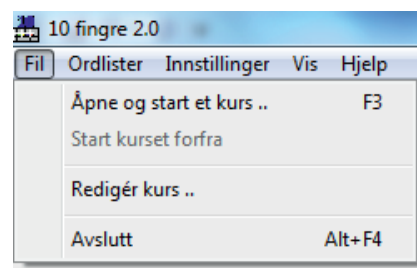 10 fingre 2.0
Fil Ordlister Innstillinger Vis Hjelp
Åpne og start et kurs .. F3
Start kurset forfra
Redigér kurs ..
Avslutt Alt+F4